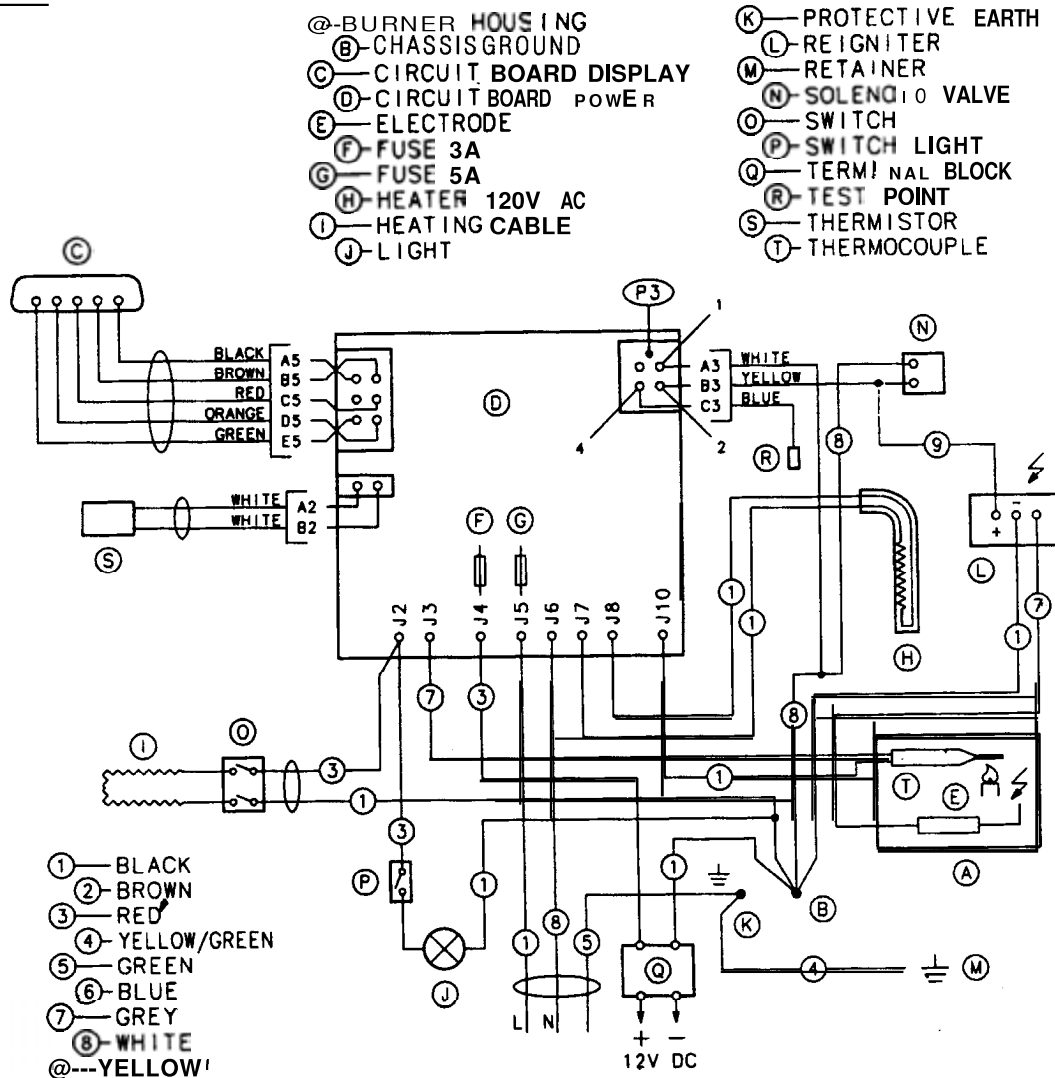 @-BURNER HOUSING
B-CHASSIS GROUND
C-CIRCUIT BOARD DISPLAY
D-CIRCUIT BOARD POWER
E-ELECTRODE
F-FUSE 3A
G-FUSE 5A
H-HEATER 120V AC
I-HEATING CABLE
J-LIGHT
K-PROTECTIVE EARTH
L-REIGNITER
M-RETAINER
N-SOLENOIO VALVE
O-SWITCH
P-SWITCH LIGHT
Q-TERMINAL BLOCK
R-TEST POINT
S-THERMISTOR
T-THERMOCOUPLE
C
P3
1
N
BLACK A5
BROWN B5
RED C5
ORANGE D5
GREEN E5
D
A3 WHITE
B3 YELLOW
C3 BLUE
4
2
R
8
9
WHITE A2
WHITE B2
S
F
G
+
-
L
J2
J3
J4
J5
J6
J7
J8
J10
1
1
1
7
H
7
3
8
I
O
3
1
1
T
E
A
3
P
1
J
1
8
5
1
K
B
4
M
Q
L
N
+
-
12V DC
1-BLACK
2-BROWN
3-RED
4-YELLOW/GREEN
5-GREEN
6-BLUE
7-GREY
8-WHITE
@---YELLOW